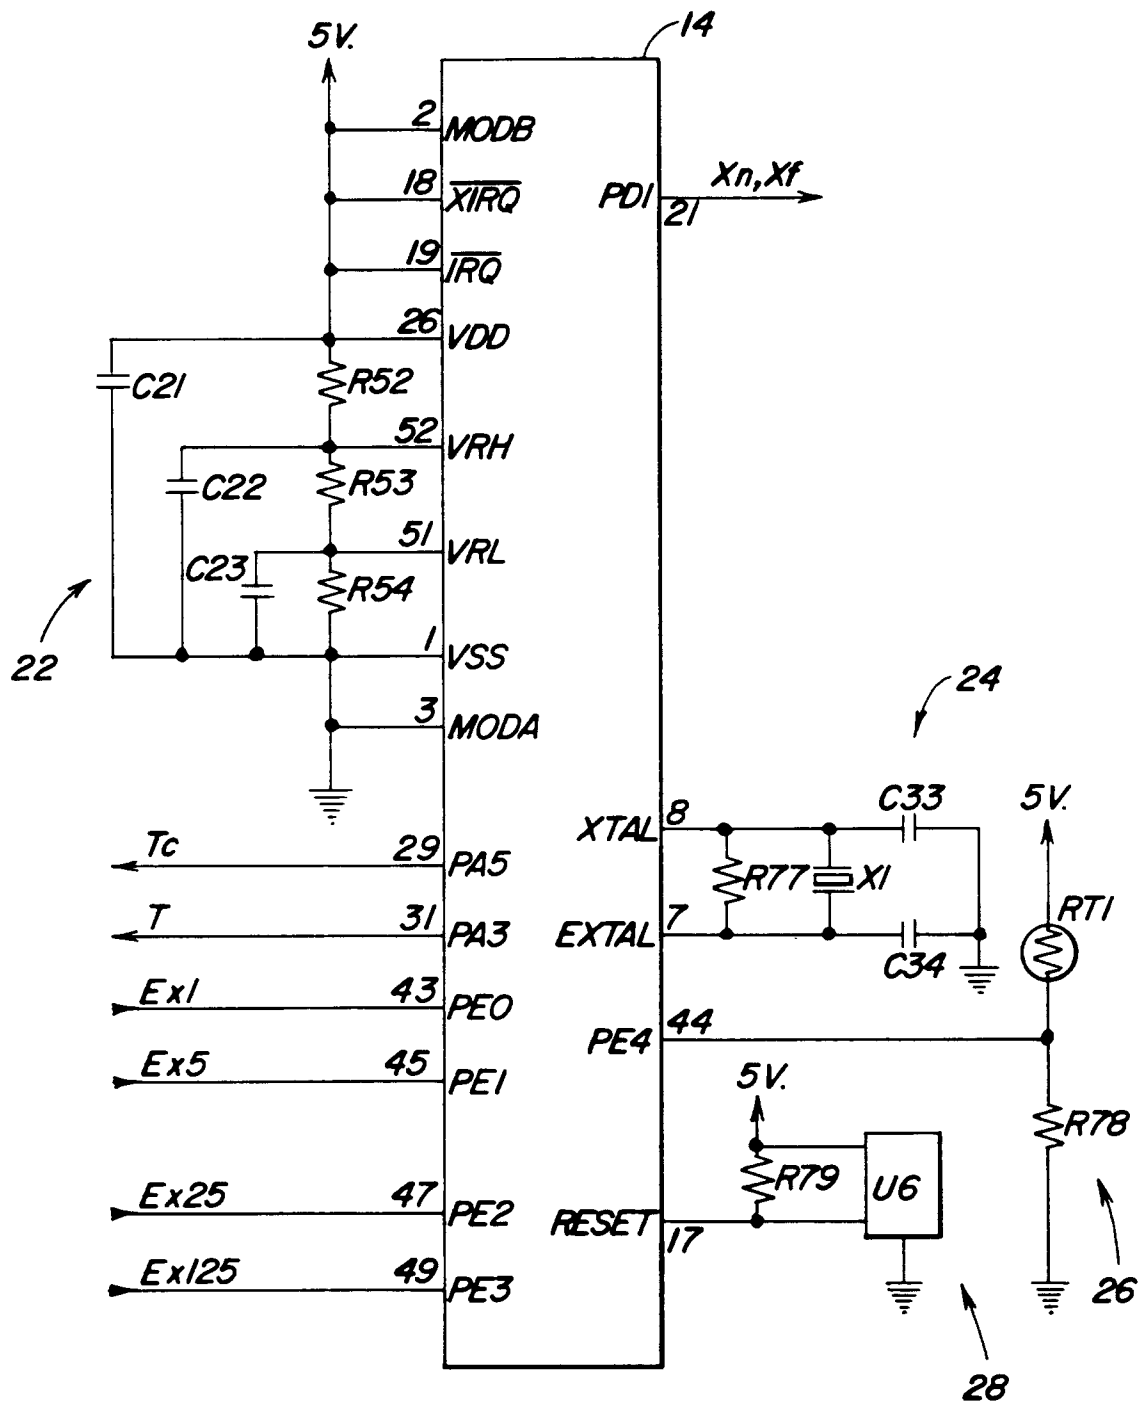 14
5V.
2 MODB
18 XIRQ
PD1 21 Xn,Xf
19 IRQ
26 VDD
C21 R52
52 VRH
C22 R53
51 VRL
C23 R54
22
1 VSS
24
3 MODA
XTAL 8 C33 5V.
Tc 29 PA5
R77 X1
RT1
T 31 PA3
EXTAL 7 C34
Ex1 43 PE0
PE4 44
Ex5 45 PE1
5V.
R78
R79 U6
Ex25 47 PE2
RESET 17
Ex125 49 PE3
26
28